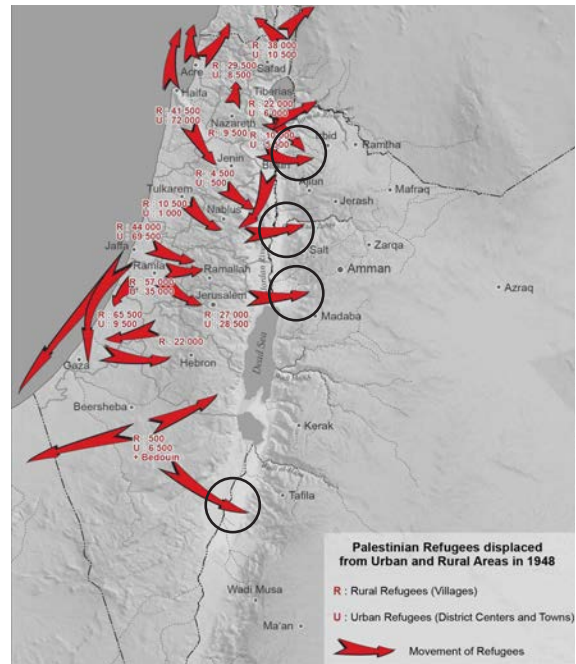 R : 38 000
U : 10 500
Safad
R : 29 500
U : 8 500
Acre
Haifa
Tiberias
R : 22 000
U : 6 000
R : 41 500
U : 72 000
Nazareth
R : 9 500
Irbid
Ramtha
Jenin
R : 4 500
U : 500
Ajlun
Mafraq
Jerash
Tulkarem
Nablus
R : 10 500
U : 1 000
R : 44 000
U : 69 500
Jaffa
Salt
Zarqa
Amman
Ramla
Ramallah
R : 57 000
35 000
Jerusalem
Azraq
R : 65 500
U : 9 500
R : 27 000
U : 28 500
Madaba
R : 22 000
Gaza
Hebron
Dead Sea
Beersheba
Kerak
R : 500
U : 6 500
+ Bedouin
Tafila
Wadi Musa
Ma'an
Palestinian Refugees displaced
from Urban and Rural Areas in 1948
R : Rural Refugees (Villages)
U : Urban Refugees (District Centers and Towns)
Movement of Refugees